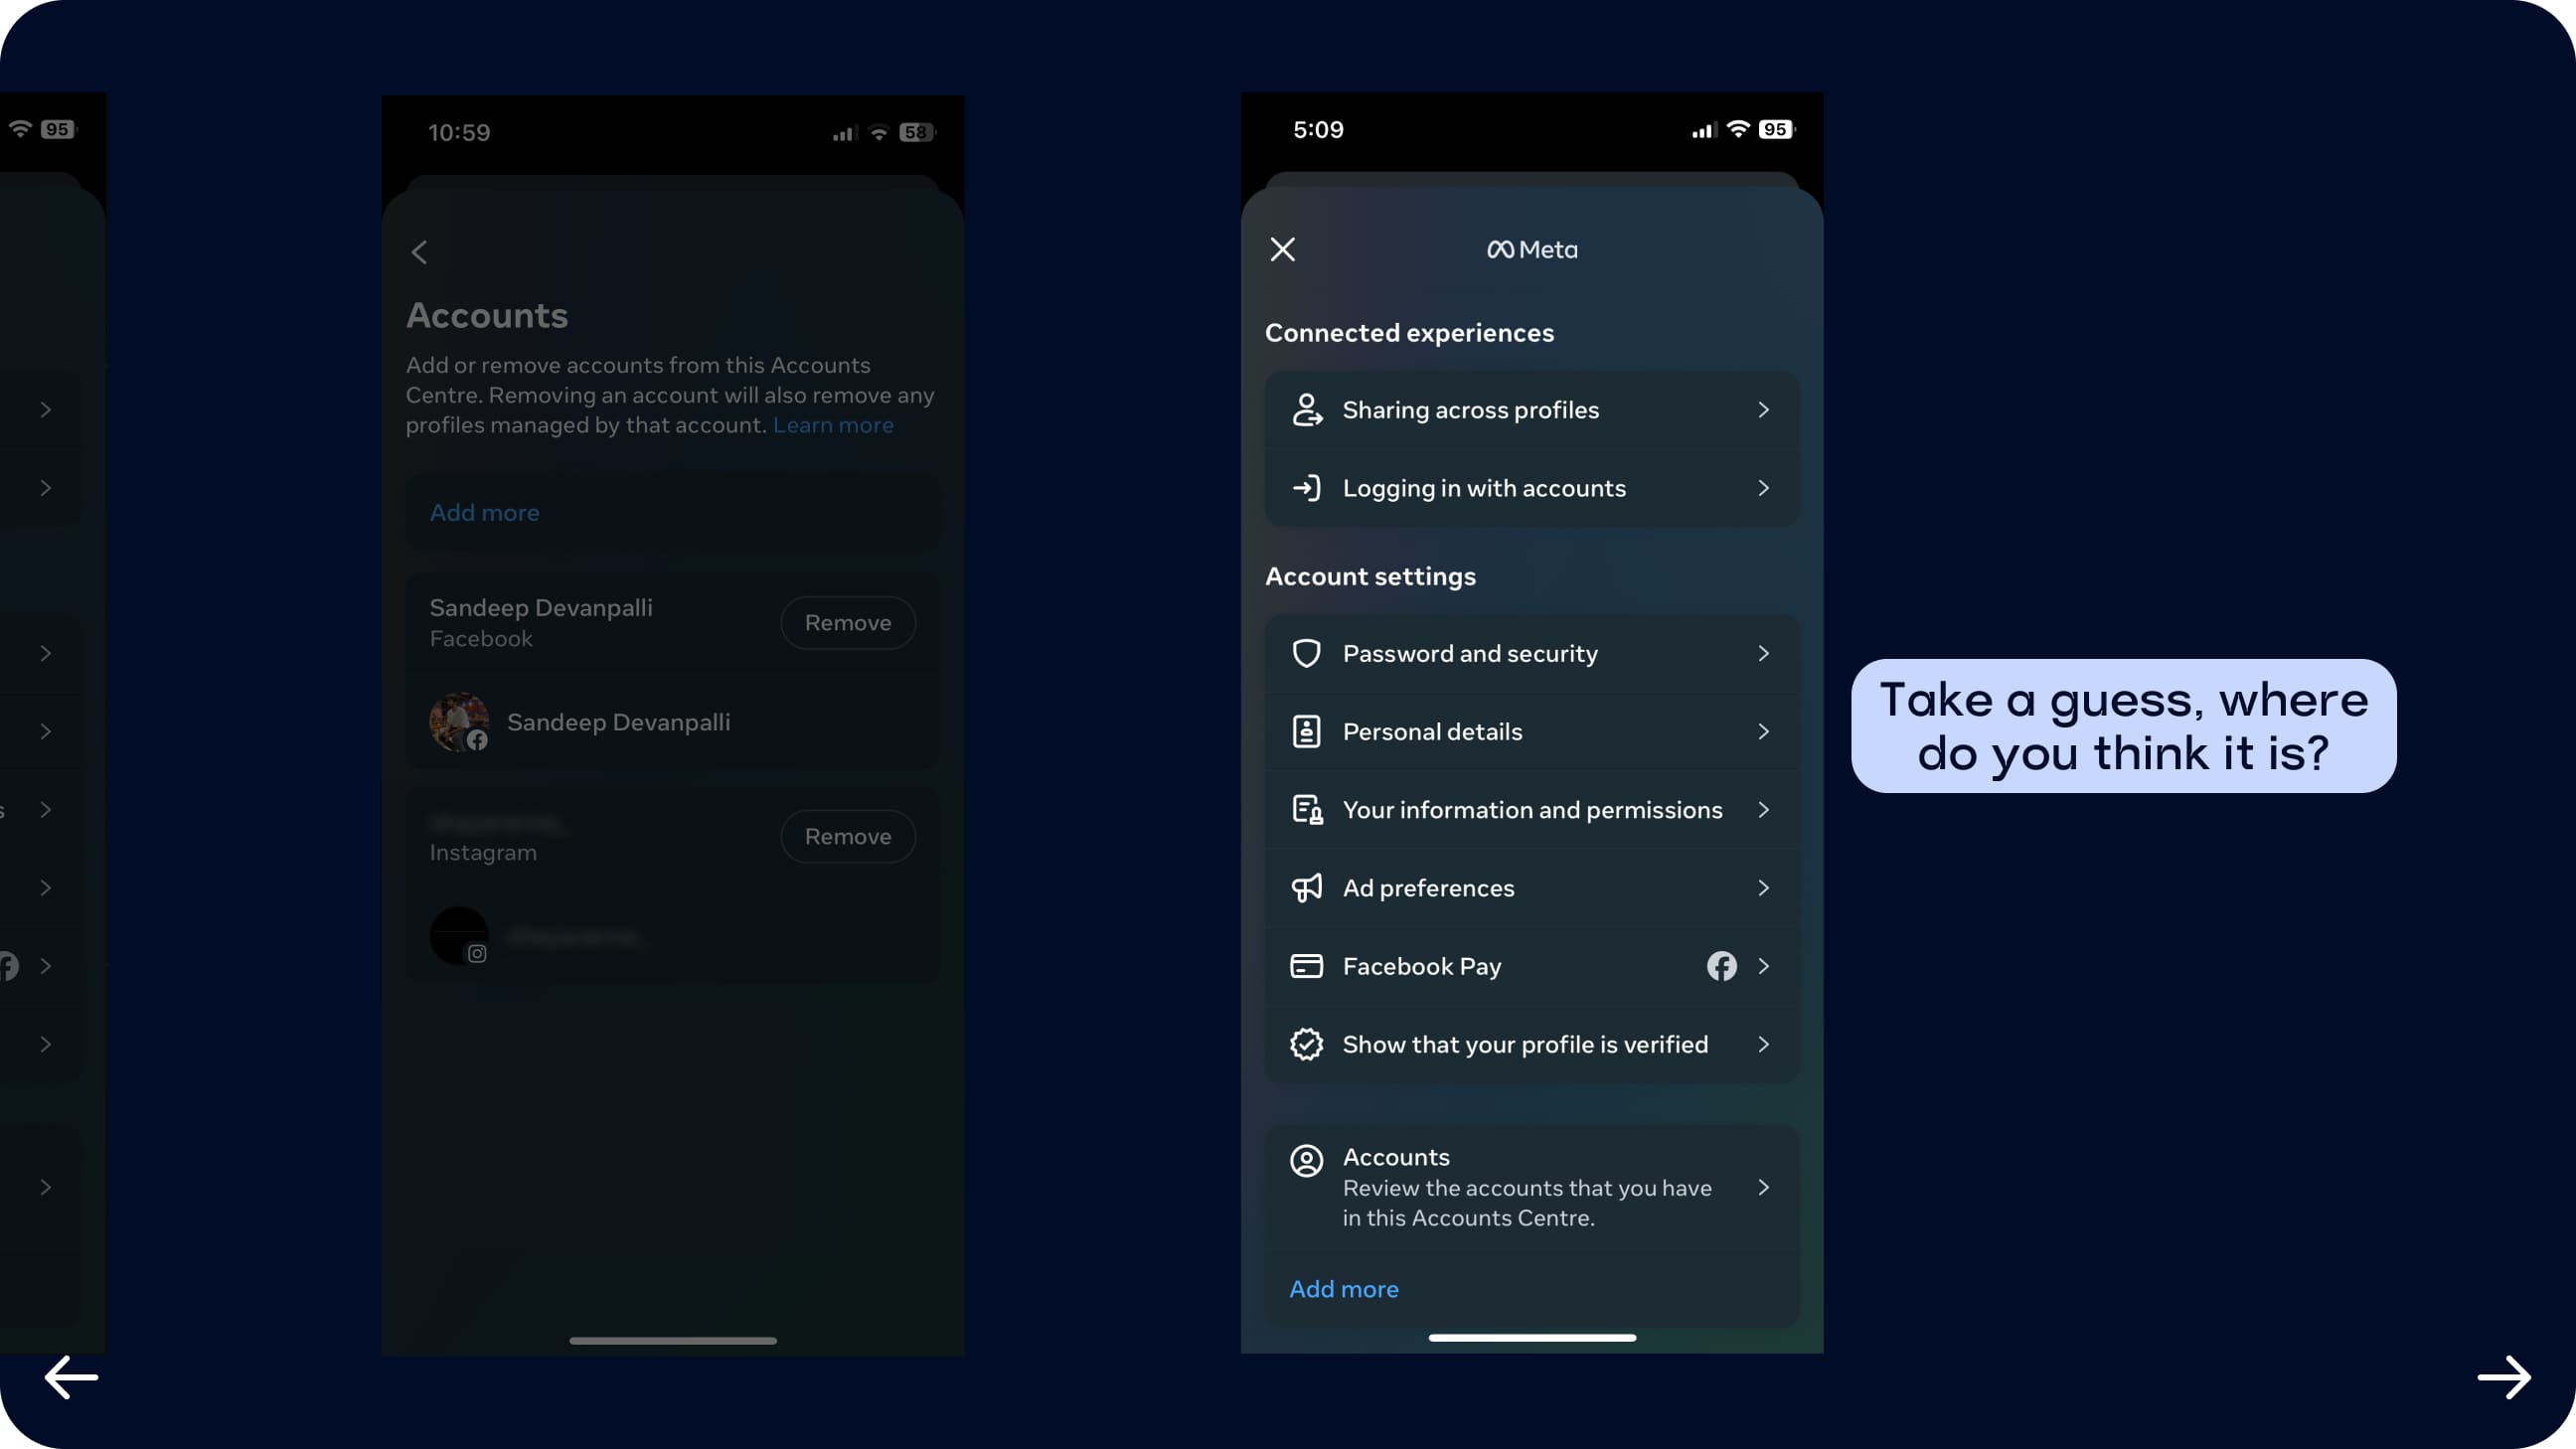 95
10:59
58
Accounts
Add or remove accounts from this Accounts
Centre. Removing an account will also remove any
profiles managed by that account. Learn more
Add more
Sandeep Devanpalli
Facebook
Remove
Sandeep Devanpalli
Instagram
Remove
s
5:09
95
Meta
Connected experiences
Sharing across profiles
Logging in with accounts
Account settings
Password and security
Personal details
Your information and permissions
Ad preferences
Facebook Pay
Show that your profile is verified
Accounts
Review the accounts that you have
in this Accounts Centre.
Add more
Take a guess, where
do you think it is?